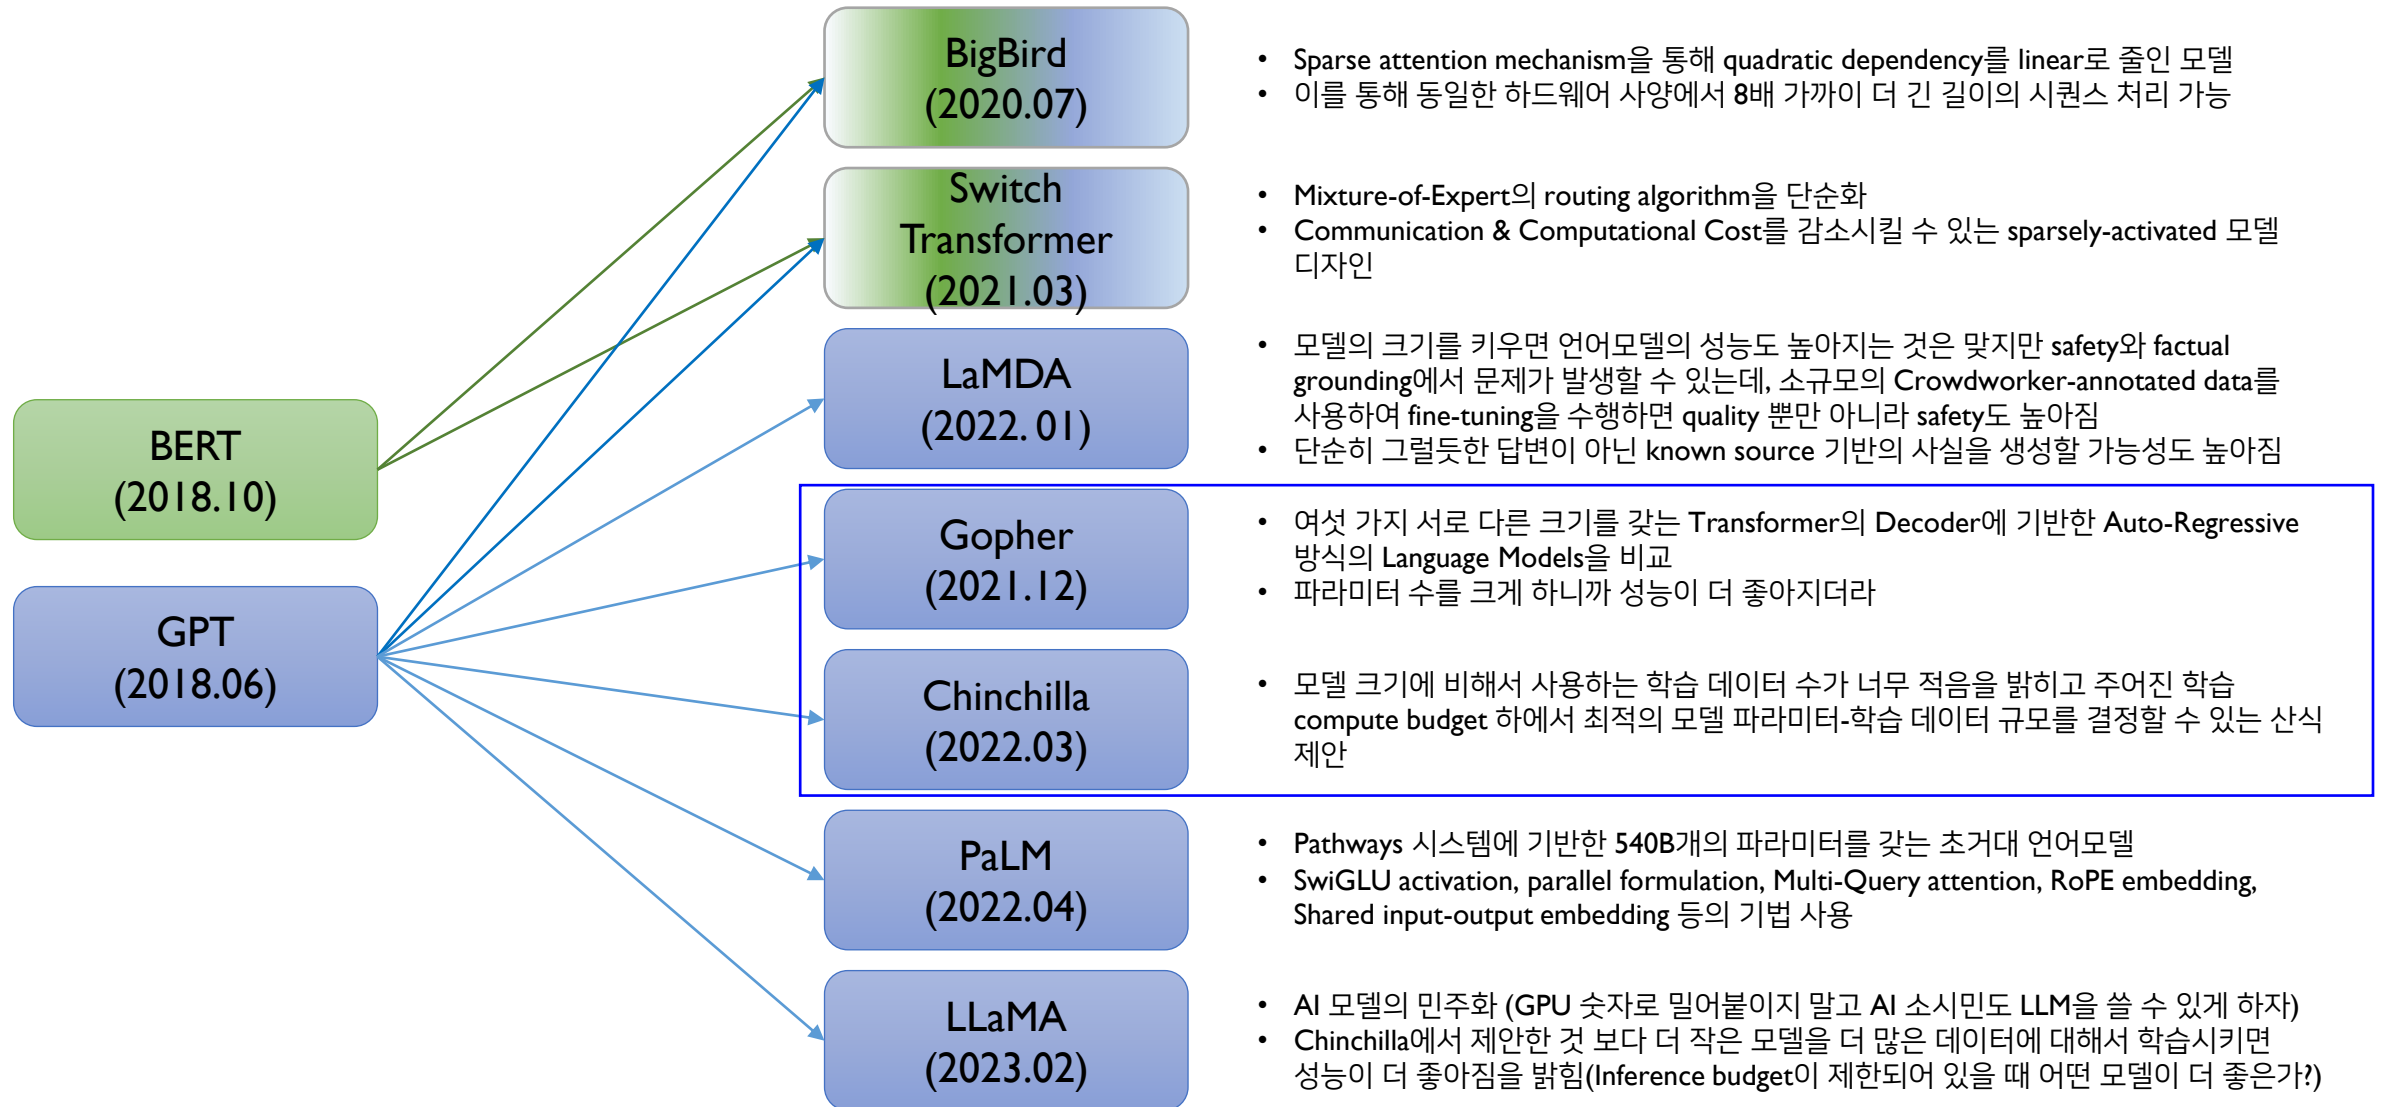 BigBird
(2020.07)
• Sparse attention mechanism을 통해 quadratic dependency를 linear로 줄인 모델
• 이를 통해 동일한 하드웨어 사양에서 8배 가까이 더 긴 길이의 시퀀스 처리 가능
Switch
Transformer
(2021.03)
• Mixture-of-Expert의 routing algorithm을 단순화
• Communication & Computational Cost를 감소시킬 수 있는 sparsely-activated 모델
디자인
LaMDA
(2022. 01)
• 모델의 크기를 키우면 언어모델의 성능도 높아지는 것은 맞지만 safety와 factual
grounding에서 문제가 발생할 수 있는데, 소규모의 Crowdworker-annotated data를
사용하여 fine-tuning을 수행하면 quality 뿐만 아니라 safety도 높아짐
• 단순히 그럴듯한 답변이 아닌 known source 기반의 사실을 생성할 가능성도 높아짐
BERT
(2018.10)
Gopher
(2021.12)
• 여섯 가지 서로 다른 크기를 갖는 Transformer의 Decoder에 기반한 Auto-Regressive
방식의 Language Models을 비교
• 파라미터 수를 크게 하니까 성능이 더 좋아지더라
GPT
(2018.06)
Chinchilla
(2022.03)
• 모델 크기에 비해서 사용하는 학습 데이터 수가 너무 적음을 밝히고 주어진 학습
compute budget 하에서 최적의 모델 파라미터-학습 데이터 규모를 결정할 수 있는 산식
제안
PaLM
(2022.04)
• Pathways 시스템에 기반한 540B개의 파라미터를 갖는 초거대 언어모델
• SwiGLU activation, parallel formulation, Multi-Query attention, RoPE embedding,
Shared input-output embedding 등의 기법 사용
LLaMA
(2023.02)
• AI 모델의 민주화 (GPU 숫자로 밀어붙이지 말고 AI 소시민도 LLM을 쓸 수 있게 하자)
• Chinchilla에서 제안한 것 보다 더 작은 모델을 더 많은 데이터에 대해서 학습시키면
성능이 더 좋아짐을 밝힘(Inference budget이 제한되어 있을 때 어떤 모델이 더 좋은가?)